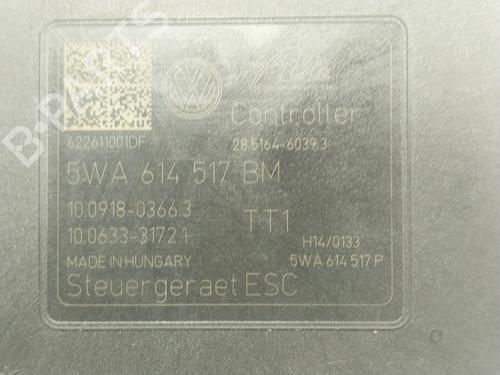 Controller
622611001DF
28.5164-6039.3
5WA 614 517 BM
10.0918-0366.3
TT1
10.0633-3172.1
H14/0133
MADE IN HUNGARY
5WA 614 517 P
Steuergeraet ESC
B-PARTS